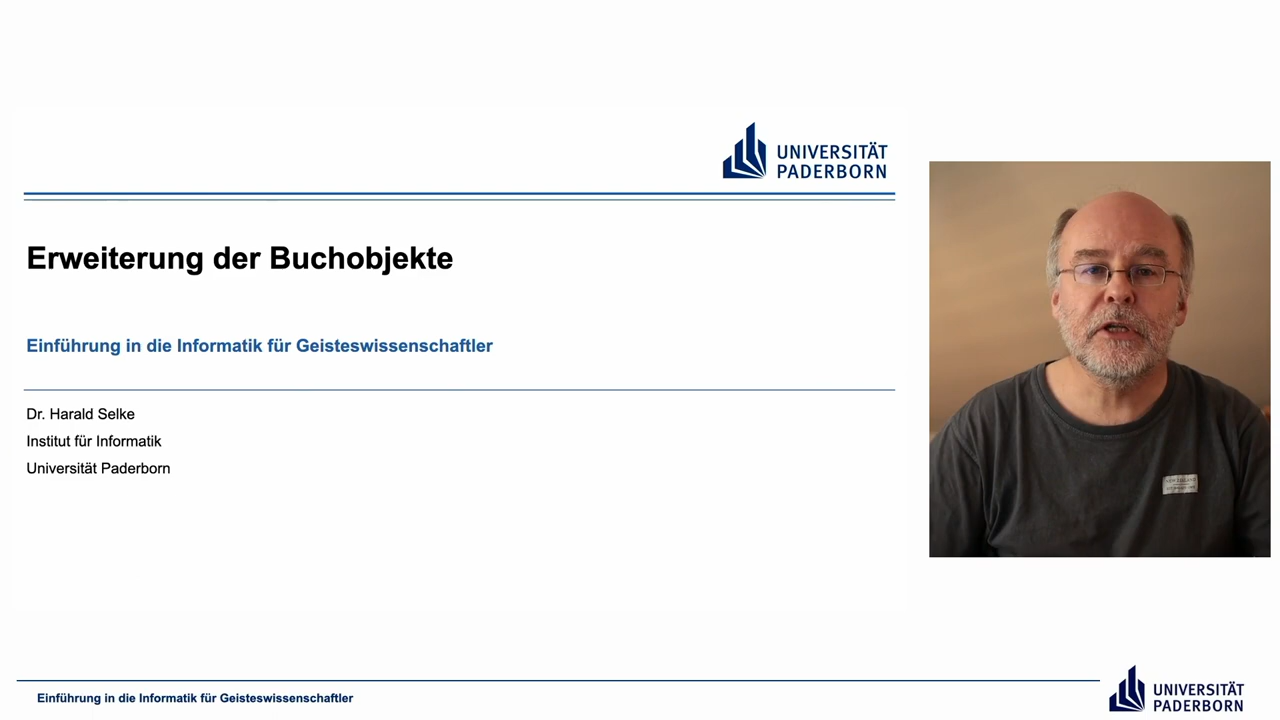 UNIVERSITÄT
PADERBORN
Erweiterung der Buchobjekte
Einführung in die Informatik für Geisteswissenschaftler
Dr. Harald Selke
Institut für Informatik
Universität Paderborn
Einführung in die Informatik für Geisteswissenschaftler
UNIVERSITÄT
PADERBORN